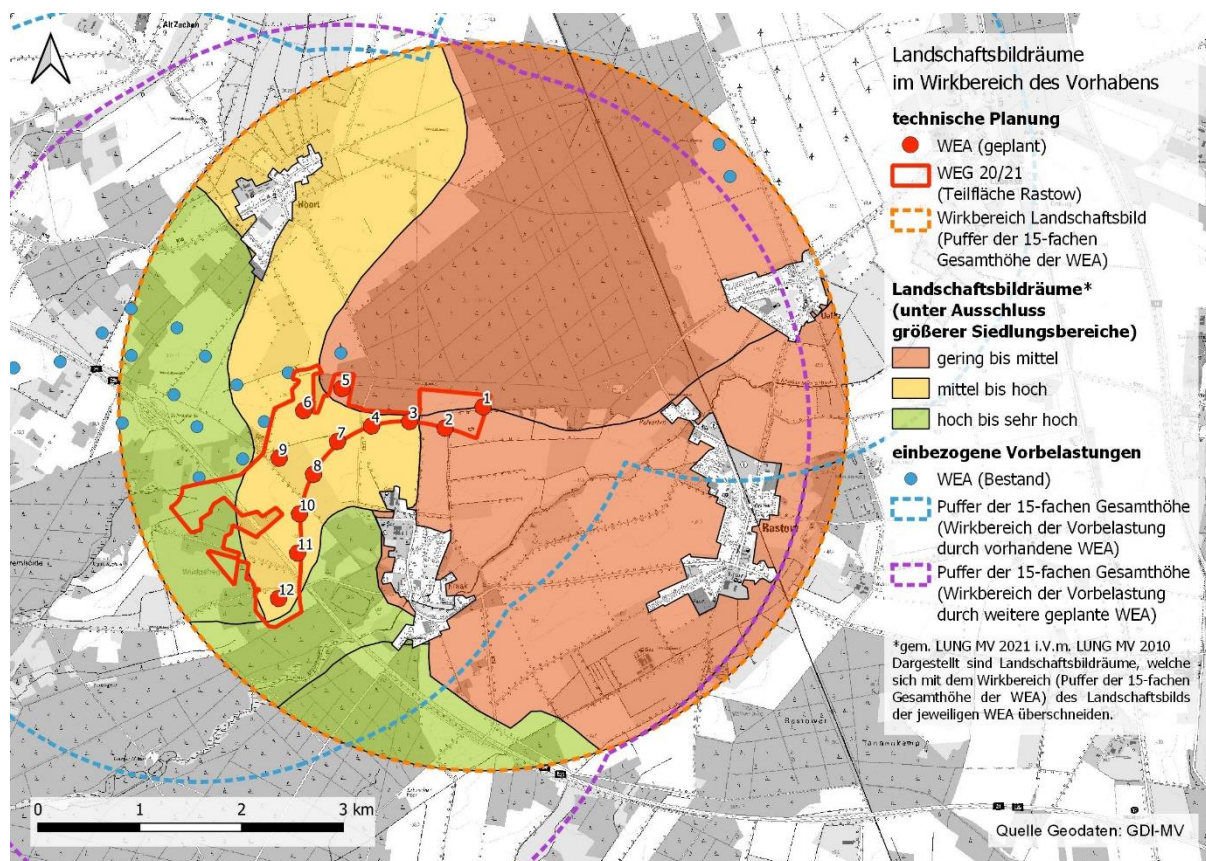 Landschaftsbildräume
im Wirkbereich des Vorhabens
technische Planung
WEA (geplant)
WEG 20/21
(Teilfläche Rastow)
Wirkbereich Landschaftsbild
(Puffer der 15-fachen
Gesamthöhe der WEA)
Landschaftsbildräume*
(unter Ausschluss
größerer Siedlungsbereiche)
gering bis mittel
mittel bis hoch
hoch bis sehr hoch
einbezogene Vorbelastungen
WEA (Bestand)
Puffer der 15-fachen Gesamthöhe
(Wirkbereich der Vorbelastung
durch vorhandene WEA)
Puffer der 15-fachen Gesamthöhe
(Wirkbereich der Vorbelastung
durch weitere geplante WEA)
*gem. LUNG MV 2021 i.V.m. LUNG MV 2010
Dargestellt sind Landschaftsbildräume, welche
sich mit dem Wirkbereich (Puffer der 15-fachen
Gesamthöhe der WEA) des Landschaftsbilds
der jeweiligen WEA überschneiden.
Quelle Geodaten: GDI-MV
Hoort
Uelitz
Rastow
Kraak
5
6
1
3
4
2
7
9
8
10
11
12
0
1
2
3 km